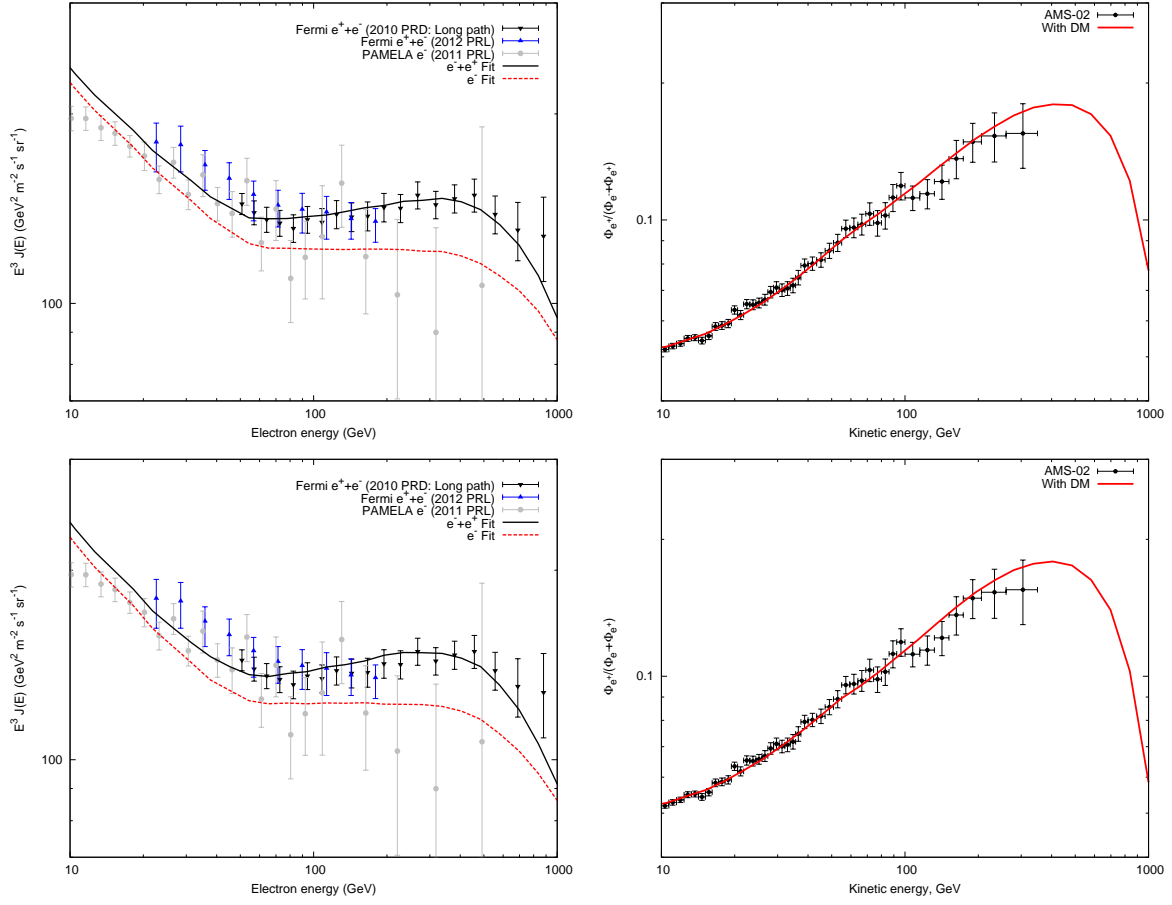 Fermi e⁺+e⁻ (2010 PRD: Long path)
Fermi e⁺+e⁻ (2012 PRL)
PAMELA e⁻ (2011 PRL)
e⁻+e⁺ Fit
e⁻ Fit
E³ J(E) (GeV² m⁻² s⁻¹ sr⁻¹)
100
10
100
1000
Electron energy (GeV)
AMS-02
With DM
Φe⁺/(Φe+Φe⁺)
0.1
10
100
1000
Kinetic energy, GeV
Fermi e⁺+e⁻ (2010 PRD: Long path)
Fermi e⁺+e⁻ (2012 PRL)
PAMELA e⁻ (2011 PRL)
e⁻+e⁺ Fit
e⁻ Fit
E³ J(E) (GeV² m⁻² s⁻¹ sr⁻¹)
100
10
100
1000
Electron energy (GeV)
AMS-02
With DM
Φe⁺/(Φe+Φe⁺)
0.1
10
100
1000
Kinetic energy, GeV